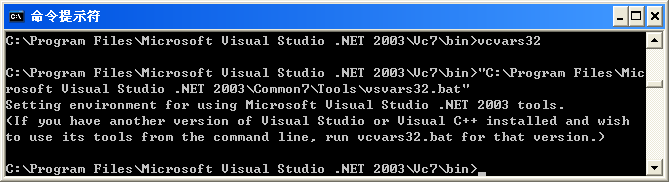 命令提示符
C:\Program Files\Microsoft Visual Studio .NET 2003\Vc7\bin>vcvars32
C:\Program Files\Microsoft Visual Studio .NET 2003\Vc7\bin>"C:\Program Files\Mic
rosoft Visual Studio .NET 2003\Common7\Tools\vsvars32.bat"
Setting environment for using Microsoft Visual Studio .NET 2003 tools.
(If you have another version of Visual Studio or Visual C++ installed and wish
to use its tools from the command line, run vcvars32.bat for that version.)
C:\Program Files\Microsoft Visual Studio .NET 2003\Vc7\bin>_